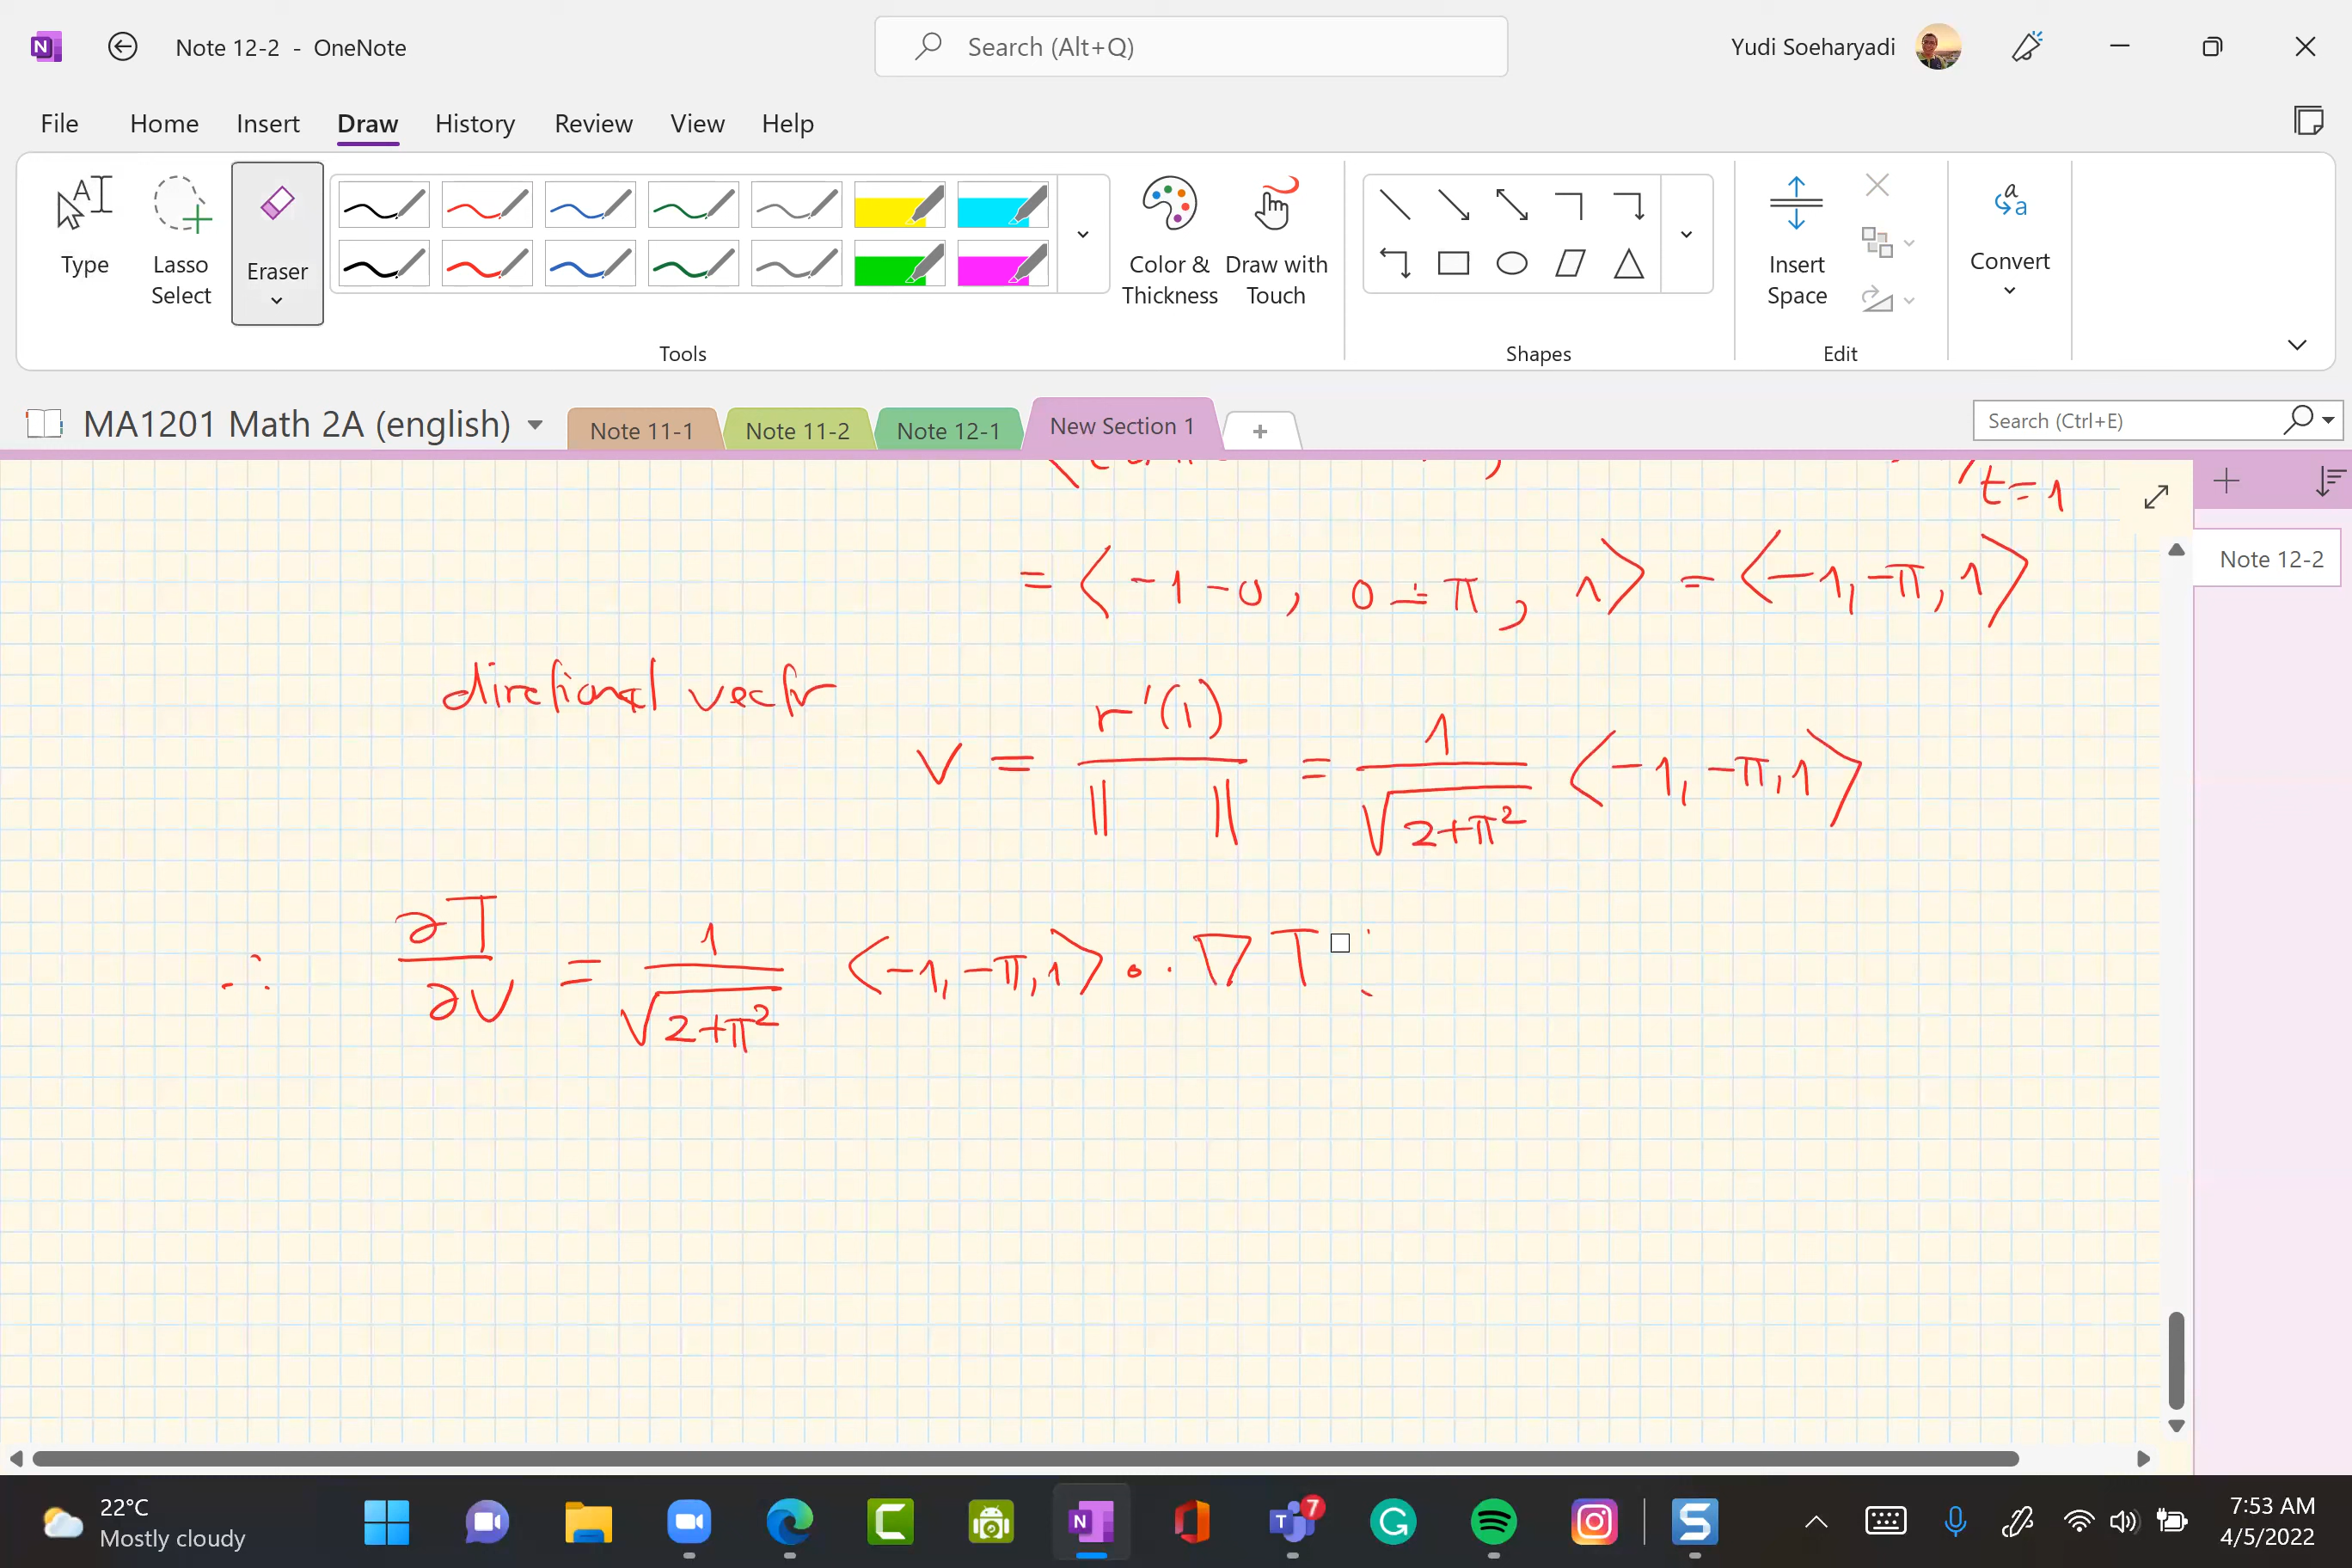 Note 12-2 - OneNote
Search (Alt+Q)
Yudi Soeharyadi
File Home Insert Draw History Review View Help
Type
Lasso Select
Eraser
Color & Thickness
Draw with Touch
Insert Space
Convert
Tools
Shapes
Edit
MA1201 Math 2A (english)
Note 11-1
Note 11-2
Note 12-1
New Section 1
Search (Ctrl+E)
Note 12-2
t=1
= ⟨-1-0, 0-π, 1⟩ = ⟨-1, -π, 1⟩
directional vector
v = r'(1) / ‖ ‖ = 1/√(2+π²) ⟨-1, -π, 1⟩
∴ ∂T/∂v = 1/√(2+π²) ⟨-1, -π, 1⟩ • · ∇T
22°C
Mostly cloudy
7
7:53 AM
4/5/2022